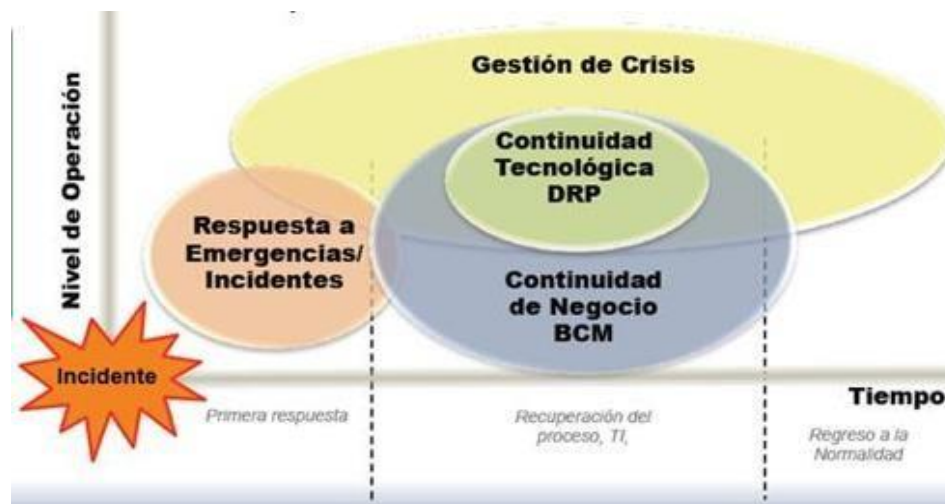 Nivel de Operación
Gestión de Crisis
Continuidad
Tecnológica
DRP
Respuesta a
Emergencias/
Incidentes
Continuidad
de Negocio
BCM
Incidente
Tiempo
Primera respuesta
Recuperación del
proceso, TI,
Regreso a la
Normalidad